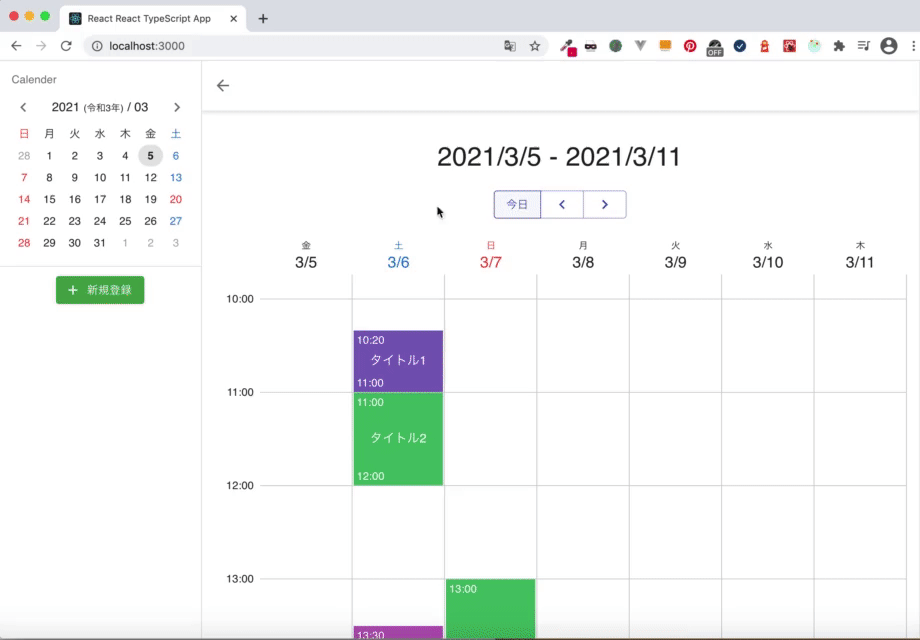 React React TypeScript App
localhost:3000
OFF
Calender
2021 (令和3年) / 03
日 月 火 水 木 金 土
28 1 2 3 4 5 6
7 8 9 10 11 12 13
14 15 16 17 18 19 20
21 22 23 24 25 26 27
28 29 30 31 1 2 3
+ 新規登録
2021/3/5 - 2021/3/11
今日
金 土 日 月 火 水 木
3/5 3/6 3/7 3/8 3/9 3/10 3/11
10:00
10:20
タイトル1
11:00
11:00
11:00
タイトル2
12:00
12:00
13:00
13:00
13:30